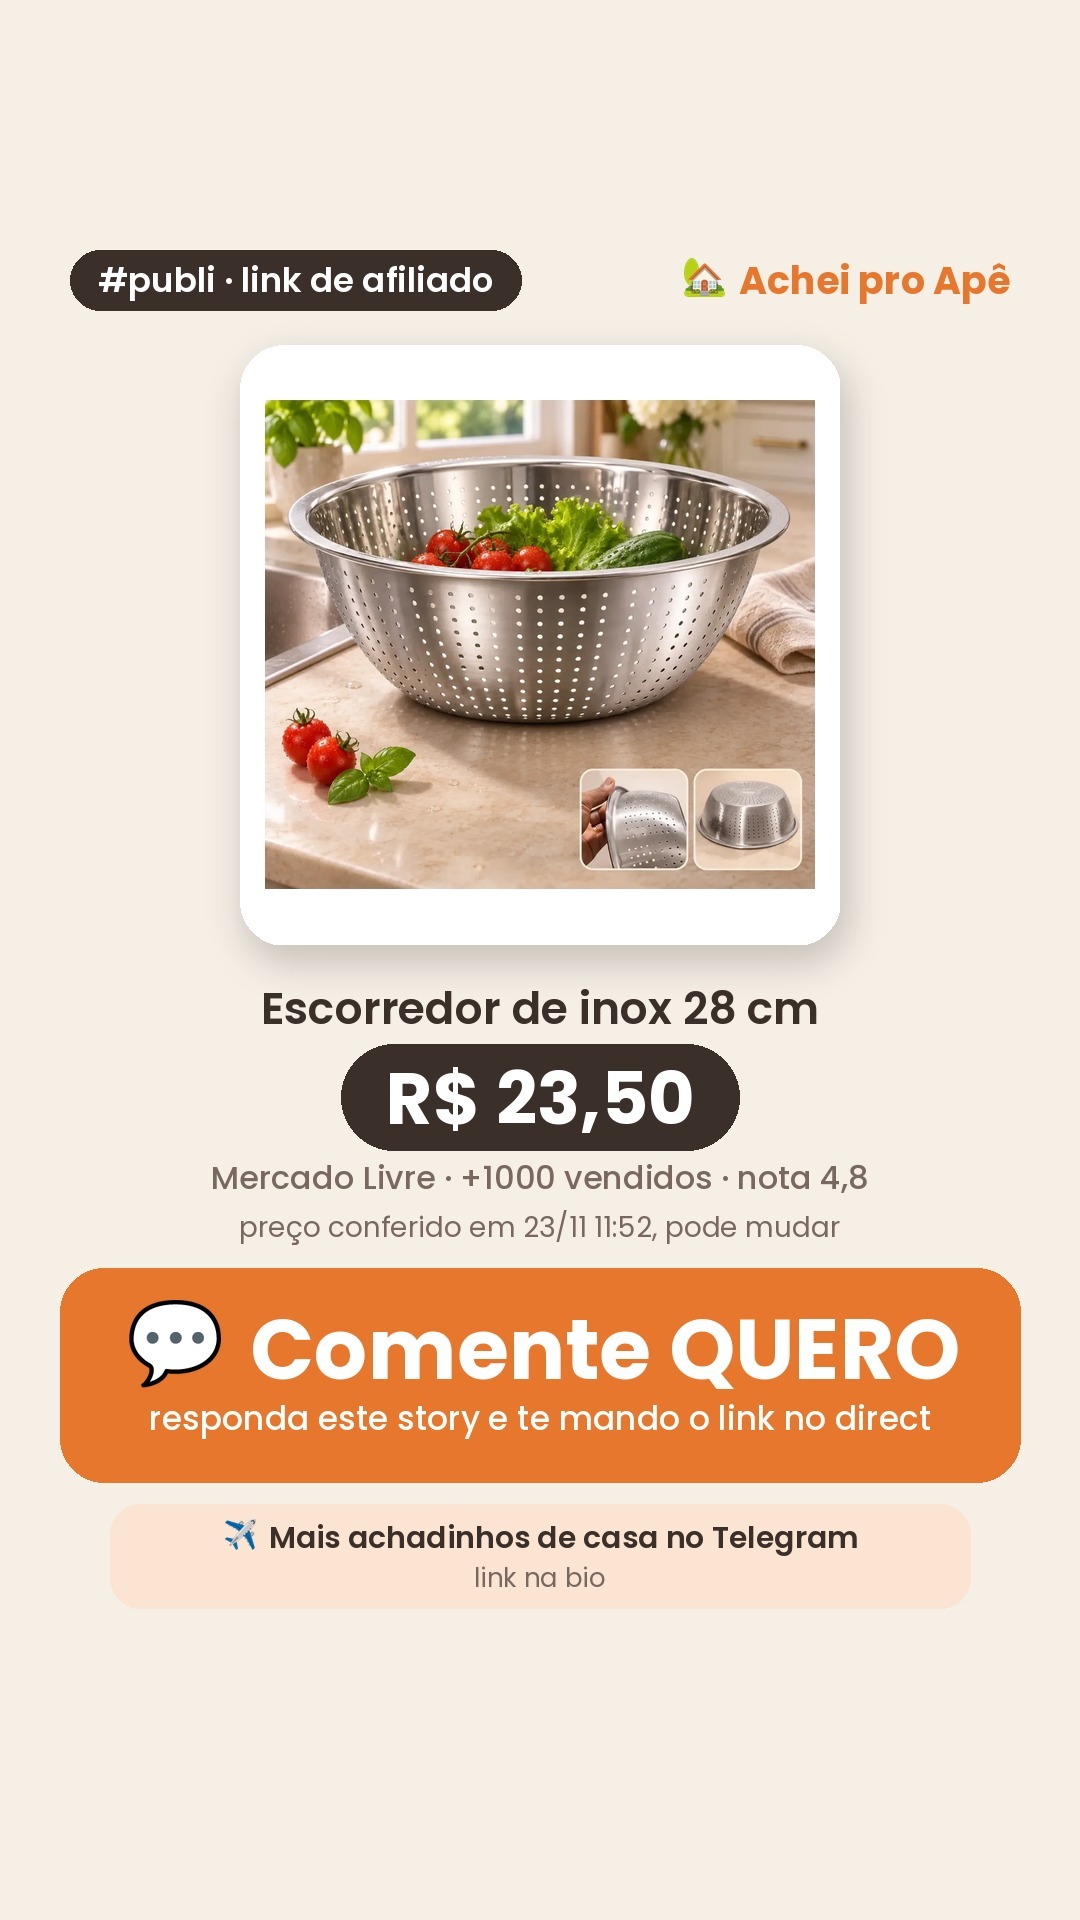 #publi · link de afiliado
Achei pro Apê
Escorredor de inox 28 cm
R$ 23,50
Mercado Livre · +1000 vendidos · nota 4,8
preço conferido em 23/11 11:52, pode mudar
Comente QUERO
responda este story e te mando o link no direct
Mais achadinhos de casa no Telegram
link na bio